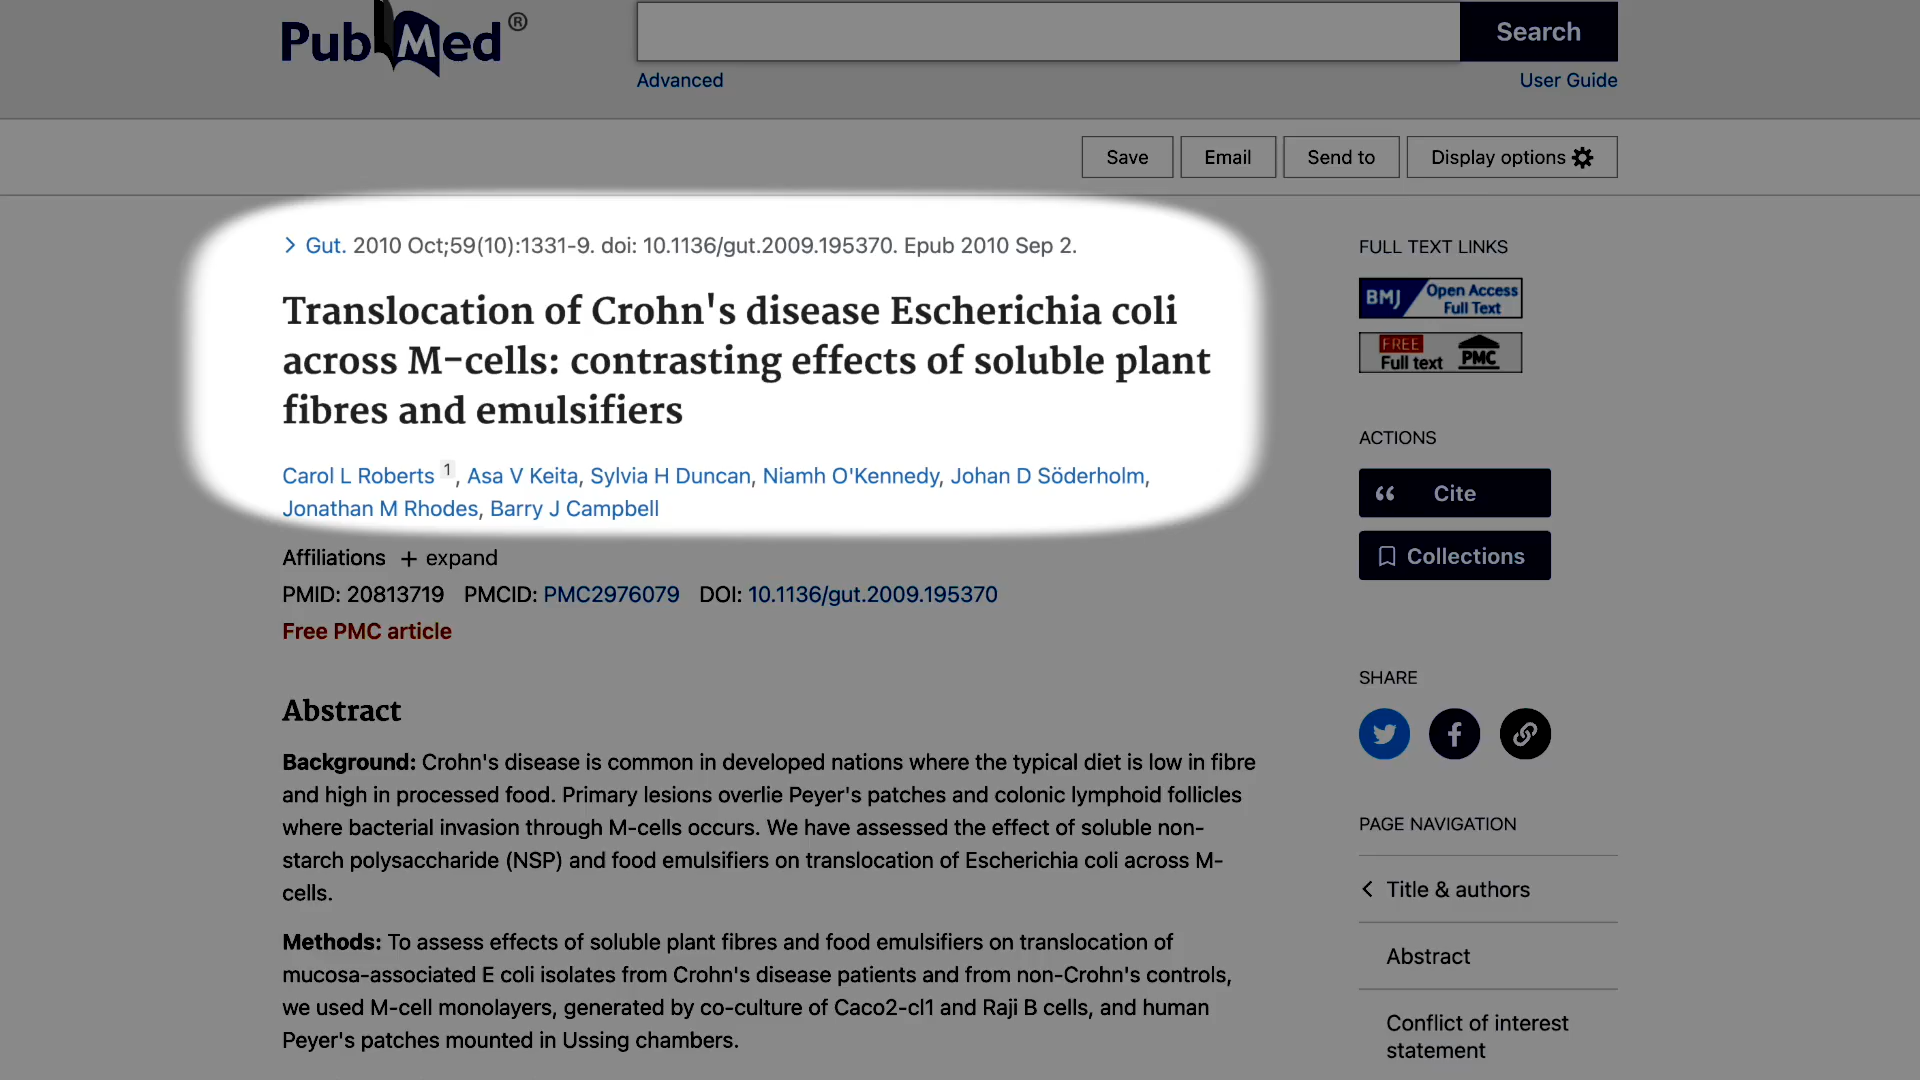 PubMed®
Search
Advanced
User Guide
Save
Email
Send to
Display options
Gut. 2010 Oct;59(10):1331-9. doi: 10.1136/gut.2009.195370. Epub 2010 Sep 2.
Translocation of Crohn's disease Escherichia coli
across M-cells: contrasting effects of soluble plant
fibres and emulsifiers
Carol L Roberts 1, Asa V Keita, Sylvia H Duncan, Niamh O'Kennedy, Johan D Söderholm,
Jonathan M Rhodes, Barry J Campbell
Affiliations + expand
PMID: 20813719 PMCID: PMC2976079 DOI: 10.1136/gut.2009.195370
Free PMC article
Abstract
Background: Crohn's disease is common in developed nations where the typical diet is low in fibre
and high in processed food. Primary lesions overlie Peyer's patches and colonic lymphoid follicles
where bacterial invasion through M-cells occurs. We have assessed the effect of soluble non-
starch polysaccharide (NSP) and food emulsifiers on translocation of Escherichia coli across M-
cells.
Methods: To assess effects of soluble plant fibres and food emulsifiers on translocation of
mucosa-associated E coli isolates from Crohn's disease patients and from non-Crohn's controls,
we used M-cell monolayers, generated by co-culture of Caco2-cl1 and Raji B cells, and human
Peyer's patches mounted in Ussing chambers.
FULL TEXT LINKS
BMJ Open Access
Full Text
FREE
Full text PMC
ACTIONS
Cite
Collections
SHARE
PAGE NAVIGATION
Title & authors
Abstract
Conflict of interest
statement